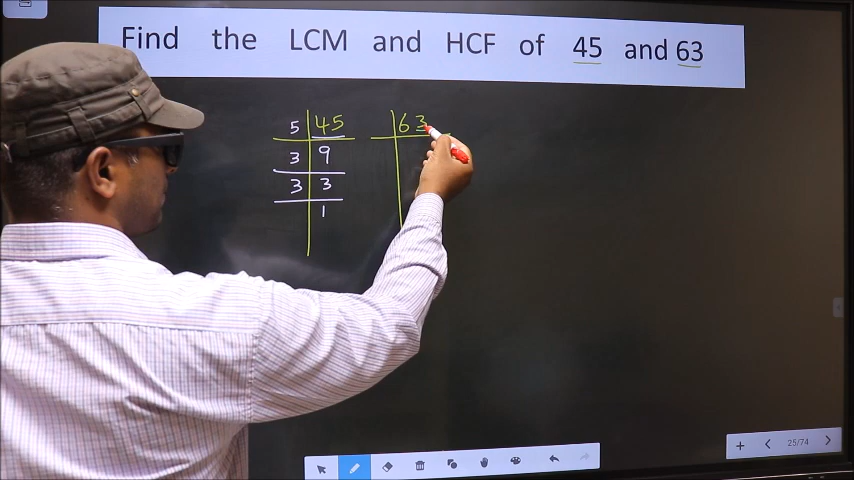 Find the LCM and HCF of 45 and 63
5 45 63
3 9
3 3
1
25/74